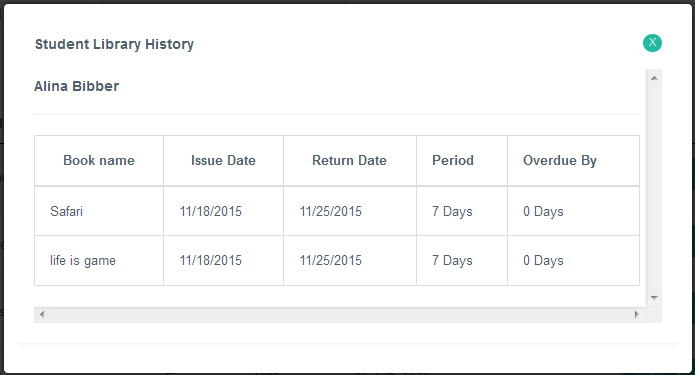 Student Library History X
Alina Bibber
Book name Issue Date Return Date Period Overdue By
Safari 11/18/2015 11/25/2015 7 Days 0 Days
life is game 11/18/2015 11/25/2015 7 Days 0 Days